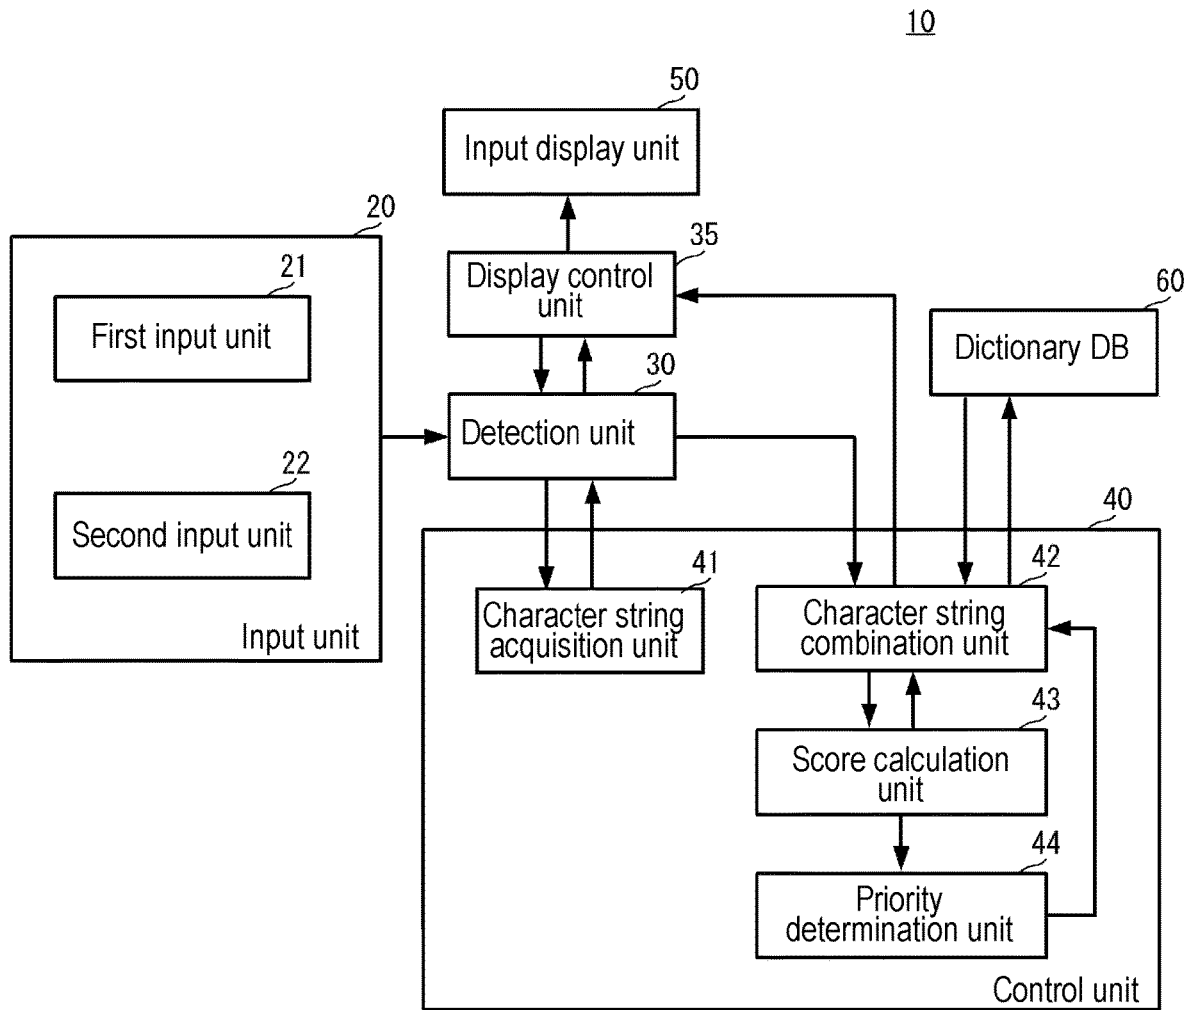 10
50
Input display unit
20
35
Display control
unit
21
First input unit
60
Dictionary DB
30
Detection unit
22
Second input unit
Input unit
40
41
Character string
acquisition unit
42
Character string
combination unit
43
Score calculation
unit
44
Priority
determination unit
Control unit